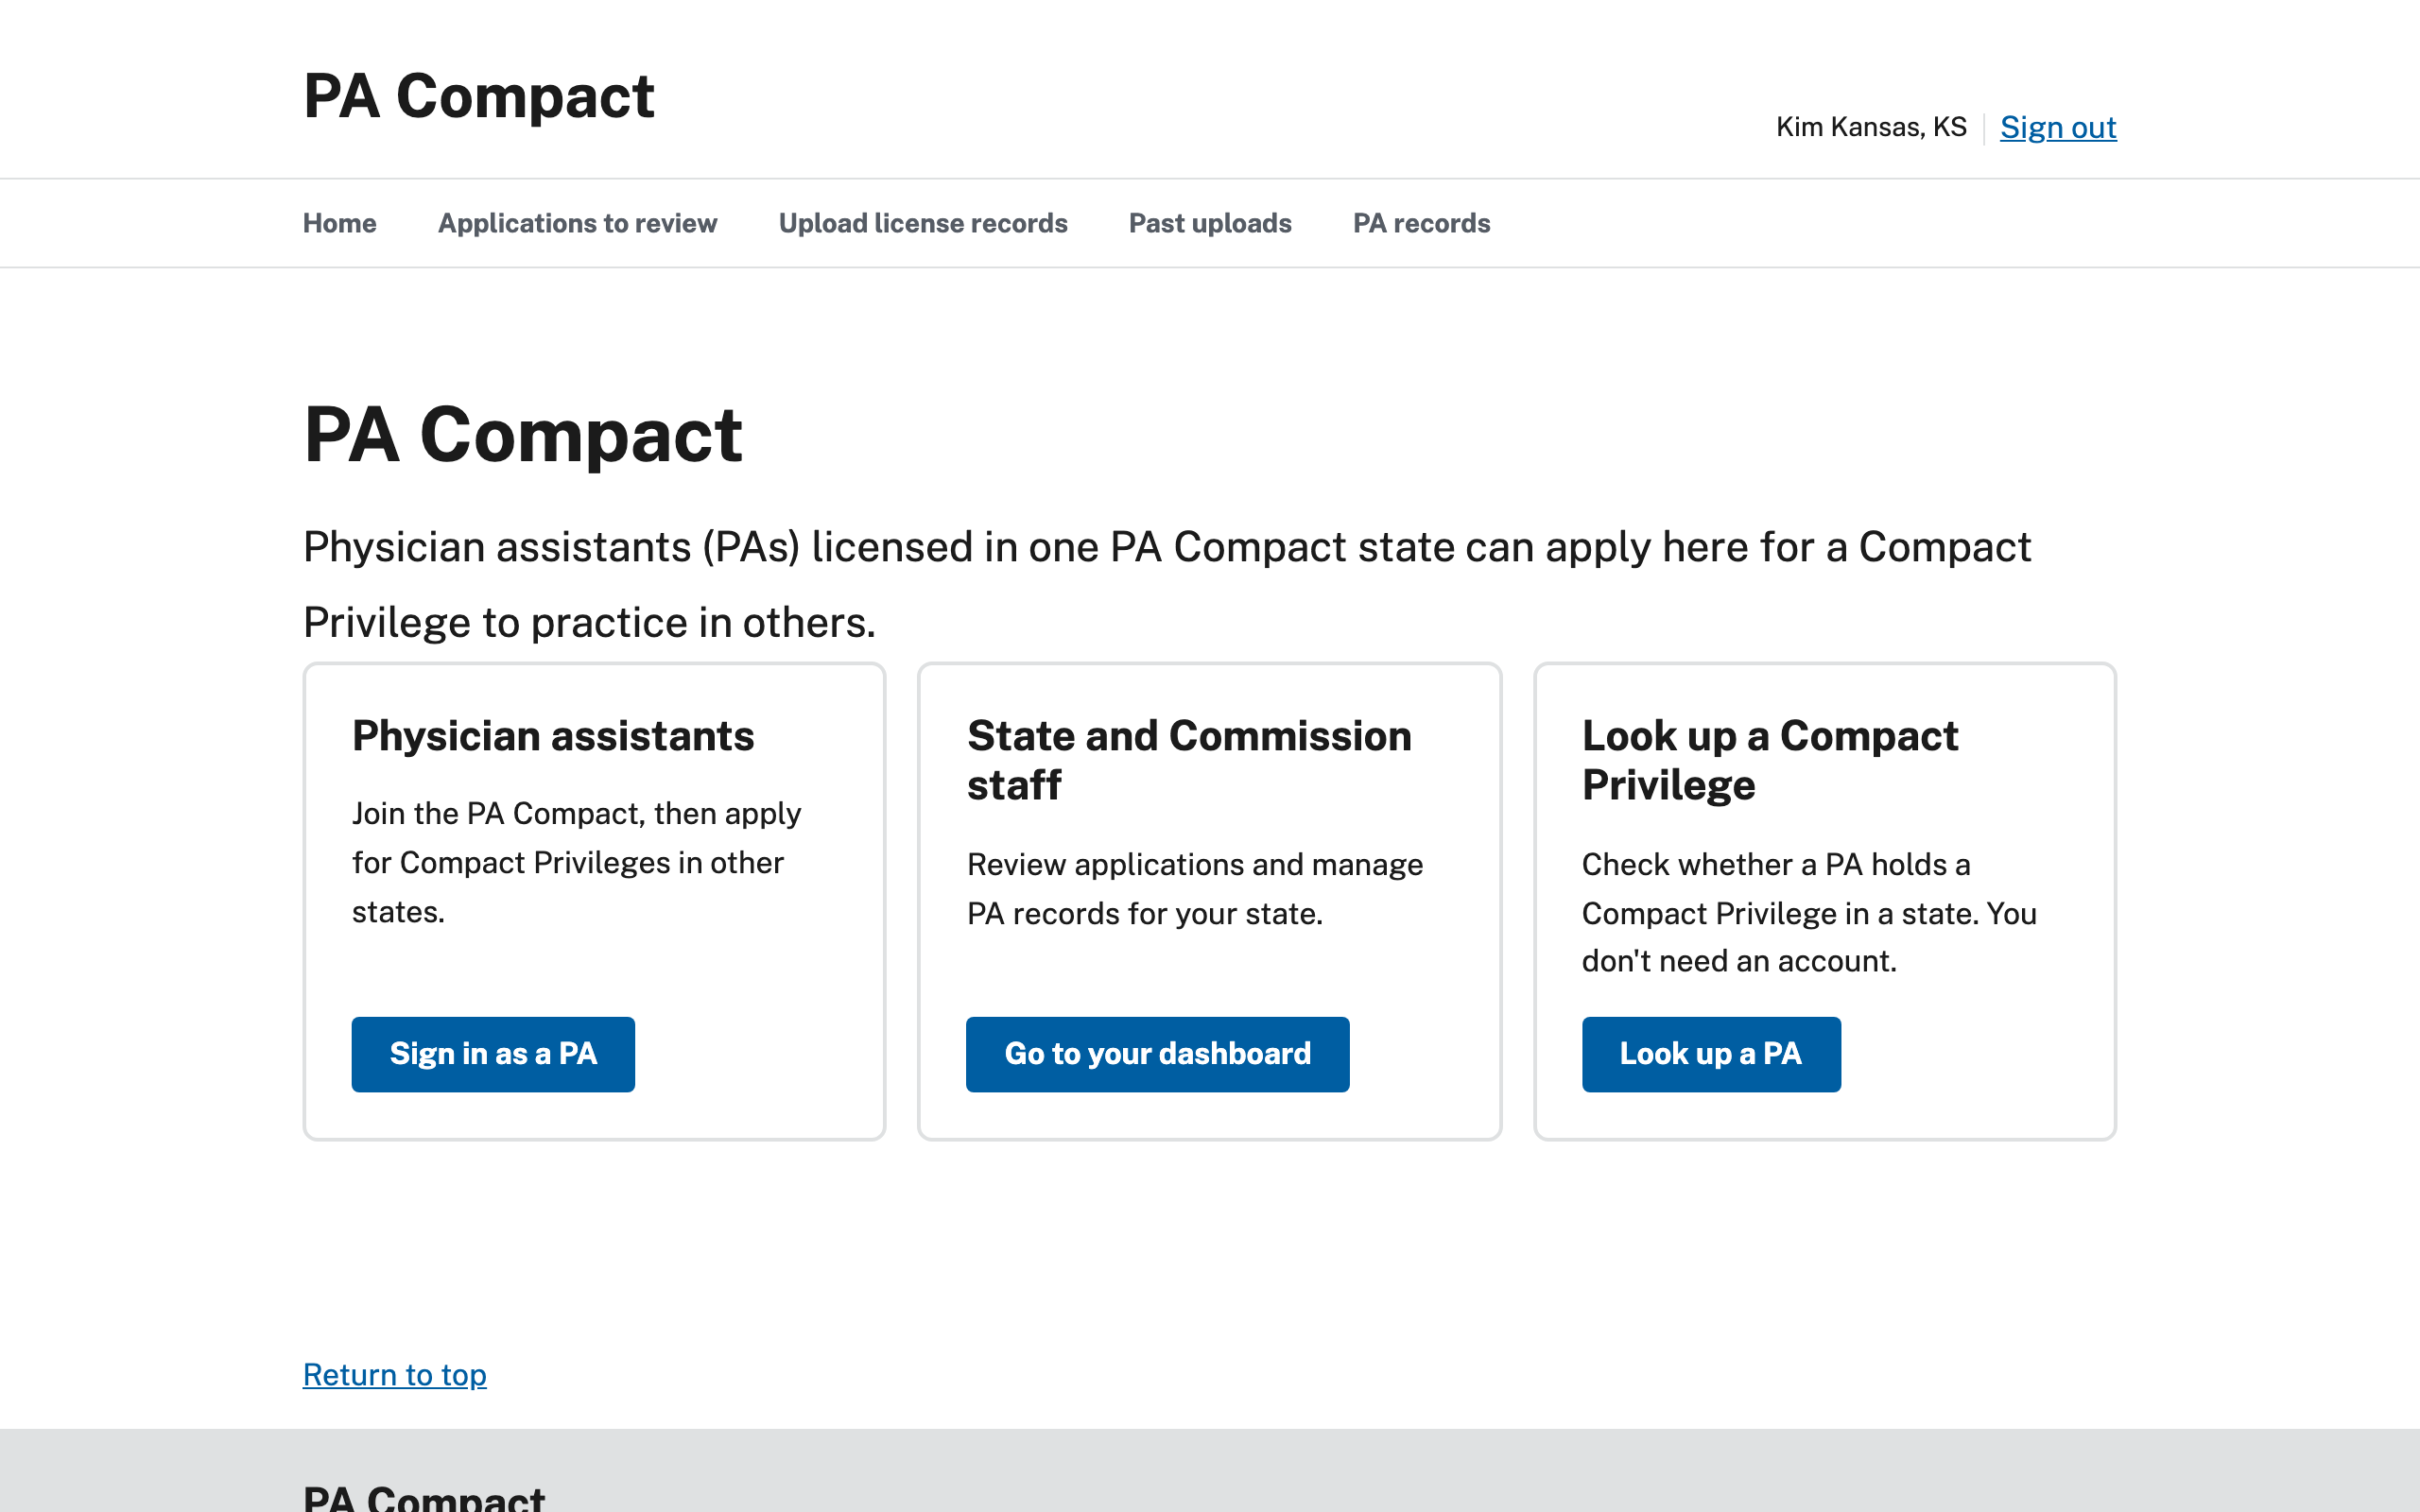 PA Compact
Kim Kansas, KS
Sign out
Home
Applications to review
Upload license records
Past uploads
PA records
PA Compact
Physician assistants (PAs) licensed in one PA Compact state can apply here for a Compact
Privilege to practice in others.
Physician assistants
Join the PA Compact, then apply
for Compact Privileges in other
states.
Sign in as a PA
State and Commission
staff
Review applications and manage
PA records for your state.
Go to your dashboard
Look up a Compact
Privilege
Check whether a PA holds a
Compact Privilege in a state. You
don't need an account.
Look up a PA
Return to top
PA Compact